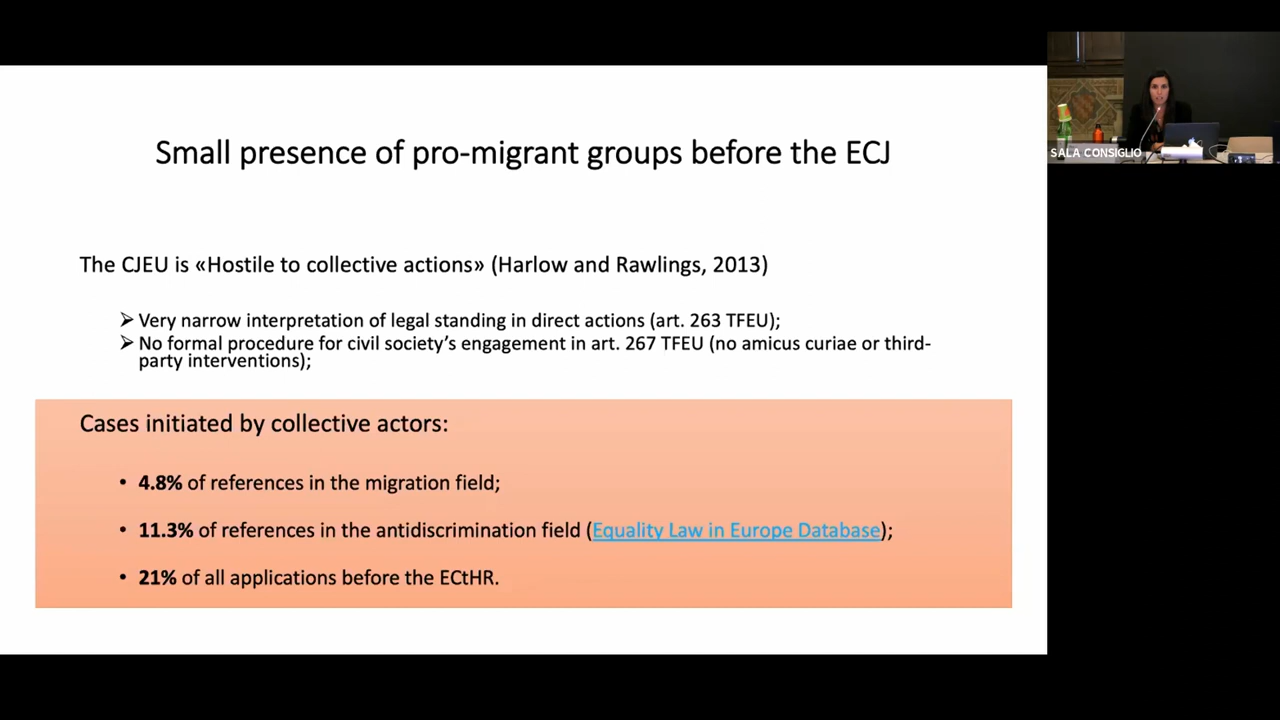 Small presence of pro-migrant groups before the ECJ
SALA CONSIGLIO
The CJEU is «Hostile to collective actions» (Harlow and Rawlings, 2013)
➢ Very narrow interpretation of legal standing in direct actions (art. 263 TFEU);
➢ No formal procedure for civil society’s engagement in art. 267 TFEU (no amicus curiae or third-
party interventions);
Cases initiated by collective actors:
• 4.8% of references in the migration field;
• 11.3% of references in the antidiscrimination field (Equality Law in Europe Database);
• 21% of all applications before the ECtHR.